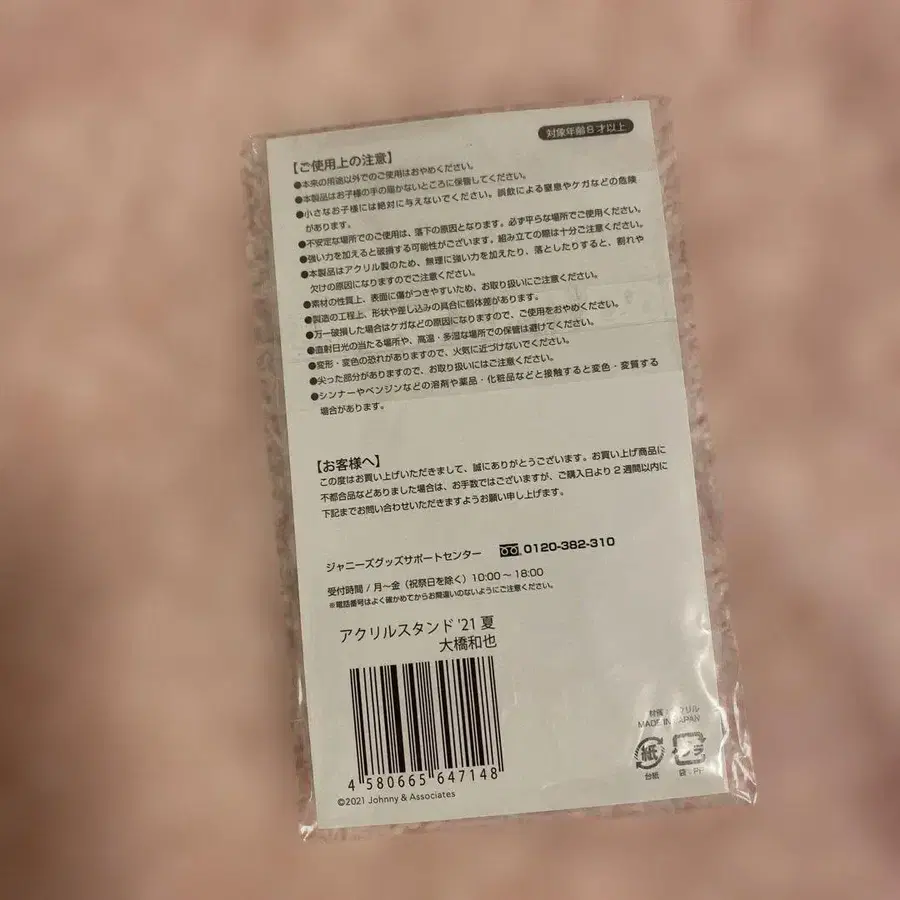 対象年齢8才以上
【ご使用上の注意】
●本来の用途以外でのご使用はおやめください。
●本製品はお子様の手の届かないところに保管してください。
●小さなお子様には絶対に与えないでください。誤飲による窒息やケガなどの危険
があります。
●不安定な場所でのご使用は、落下の原因となります。必ず平らな場所でご使用ください。
●強い力を加えると破損する可能性がございます。組み立ての際は十分ご注意ください。
●本製品はアクリル製のため、無理に強い力を加えたり、落としたりすると、割れや
欠けの原因になりますのでご注意ください。
●素材の性質上、表面に傷がつきやすいため、お取り扱いにご注意ください。
●製造の工程上、形状や差し込みの具合に個体差があります。
●万一破損した場合はケガなどの原因になりますので、ご使用をおやめください。
●直射日光の当たる場所や、高温・多湿な場所での保管は避けてください。
●変形・変色の恐れがありますので、火気に近づけないでください。
●尖った部分がありますので、お取り扱いにはご注意ください。
●シンナーやベンジンなどの溶剤や薬品・化粧品などと接触すると変色・変質する
場合があります。
【お客様へ】
この度はお買い上げいただきまして、誠にありがとうございます。お買い上げ商品に
不都合品などありました場合は、お手数ではございますが、ご購入日より2週間以内に
下記までお問い合わせいただきますようお願い申し上げます。
ジャニーズグッズサポートセンター 0120-382-310
受付時間 / 月〜金（祝祭日を除く）10:00〜18:00
※電話番号はよく確かめてからお間違いのないようにご注意ください。
アクリルスタンド '21 夏
大橋和也
4 580665 647148
©2021 Johnny & Associates
材質：アクリル
MADE IN JAPAN
紙 プラ
台紙 袋：PP